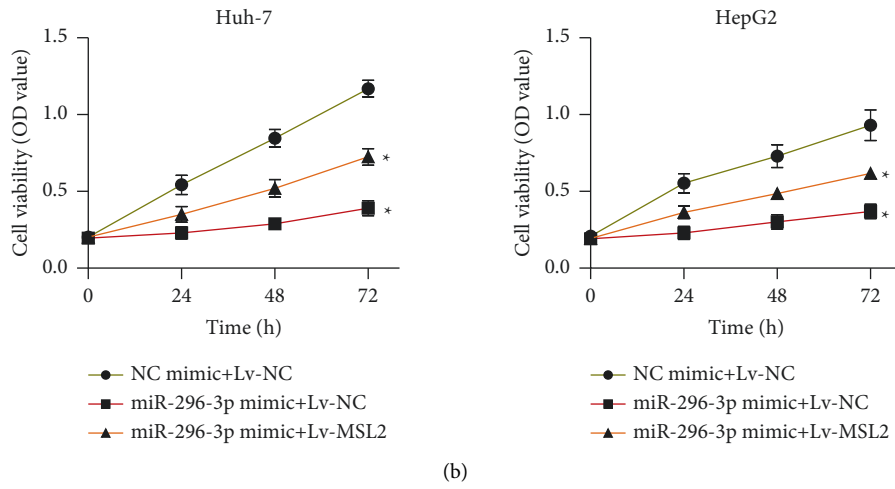 Huh-7
Cell viability (OD value)
1.5
1.0
0.5
0.0
*
*
0 24 48 72
Time (h)
NC mimic+Lv-NC
miR-296-3p mimic+Lv-NC
miR-296-3p mimic+Lv-MSL2
HepG2
Cell viability (OD value)
1.5
1.0
0.5
0.0
*
*
0 24 48 72
Time (h)
NC mimic+Lv-NC
miR-296-3p mimic+Lv-NC
miR-296-3p mimic+Lv-MSL2
(b)